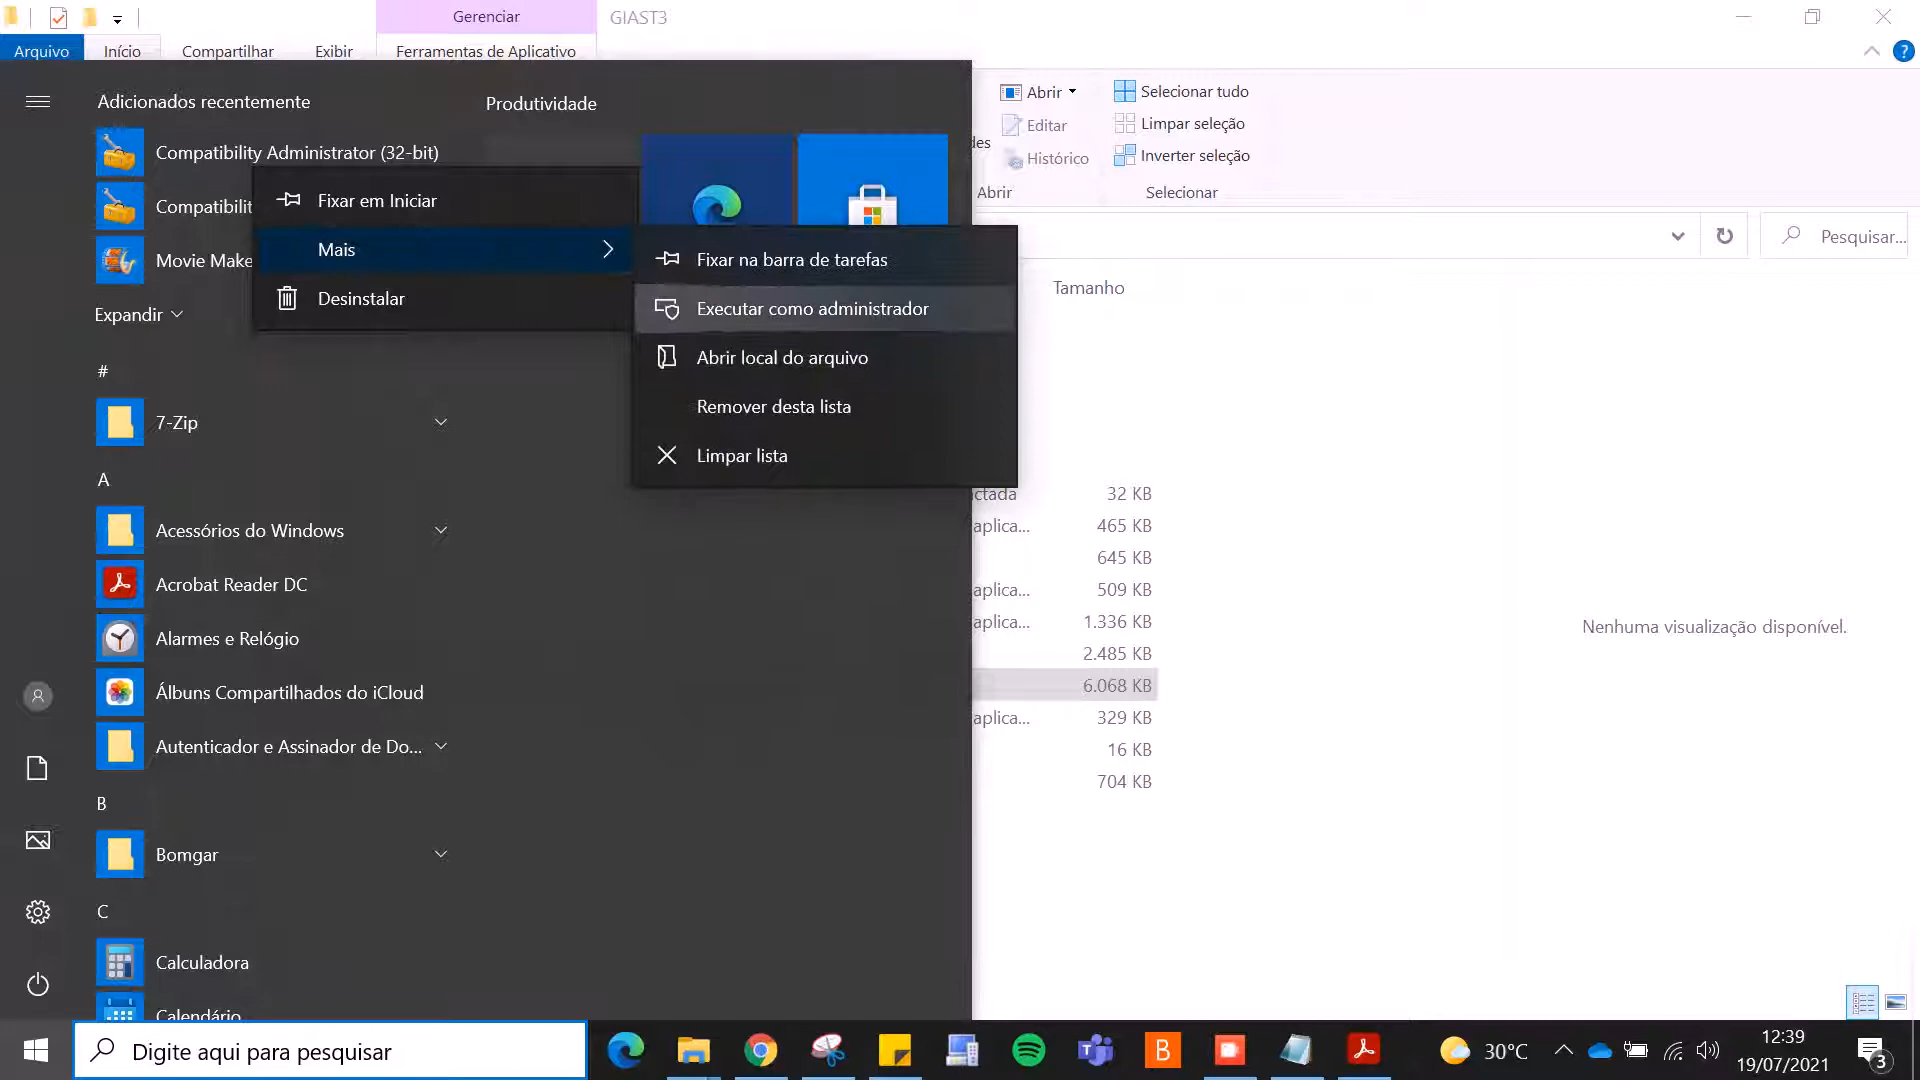 Gerenciar
GIAST3
Arquivo
Início
Compartilhar
Exibir
Ferramentas de Aplicativo
Adicionados recentemente
Produtividade
Compatibility Administrator (32-bit)
Compatibilit
Movie Make
Expandir
Fixar em Iniciar
Mais
Desinstalar
Fixar na barra de tarefas
Executar como administrador
Abrir local do arquivo
Remover desta lista
Limpar lista
#
7-Zip
A
Acessórios do Windows
Acrobat Reader DC
Alarmes e Relógio
Álbuns Compartilhados do iCloud
Autenticador e Assinador de Do...
B
Bomgar
C
Calculadora
Calendário
Abrir
Selecionar tudo
Editar
Limpar seleção
des
Histórico
Inverter seleção
Abrir
Selecionar
Pesquisar...
Tamanho
ctada 32 KB
aplica... 465 KB
645 KB
aplica... 509 KB
aplica... 1.336 KB
2.485 KB
6.068 KB
aplica... 329 KB
16 KB
704 KB
Nenhuma visualização disponível.
Digite aqui para pesquisar
B
30°C
12:39
19/07/2021
3